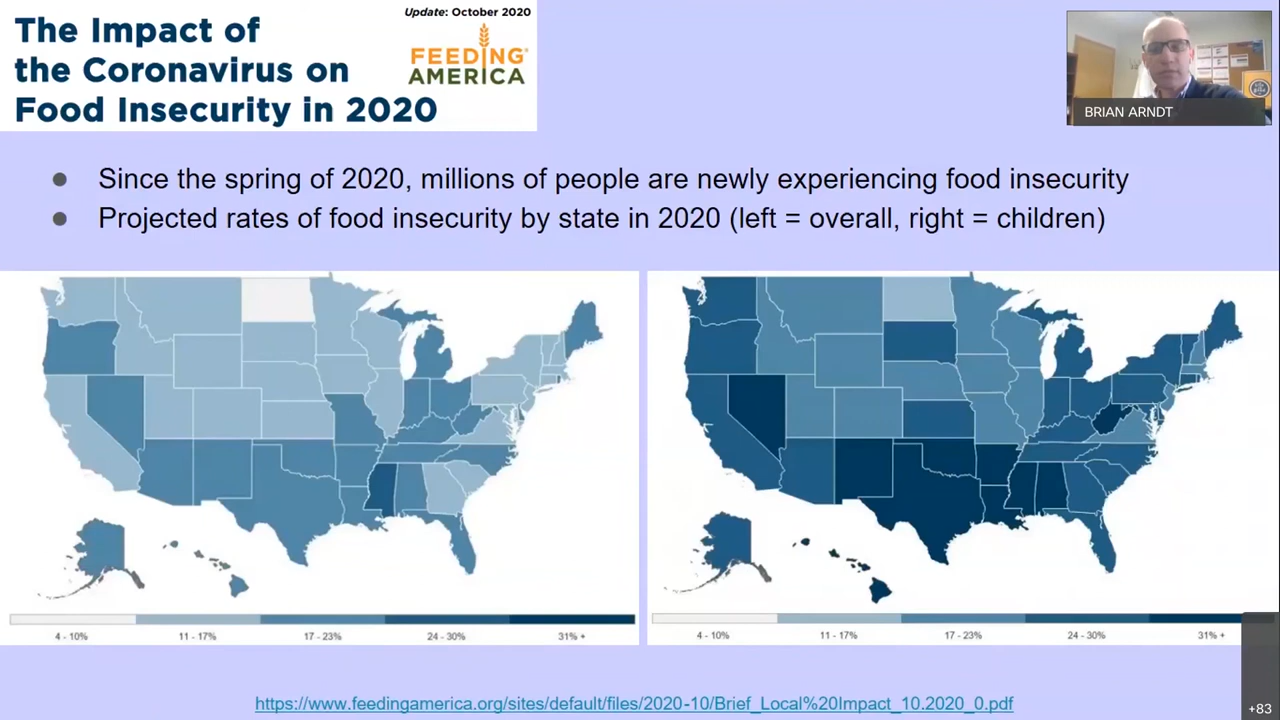 Update: October 2020
The Impact of
the Coronavirus on
Food Insecurity in 2020
FEEDING
AMERICA
BRIAN ARNDT
● Since the spring of 2020, millions of people are newly experiencing food insecurity
● Projected rates of food insecurity by state in 2020 (left = overall, right = children)
4 - 10% 11 - 17% 17 - 23% 24 - 30% 31% +
4 - 10% 11 - 17% 17 - 23% 24 - 30% 31% +
https://www.feedingamerica.org/sites/default/files/2020-10/Brief_Local%20Impact_10.2020_0.pdf
+83